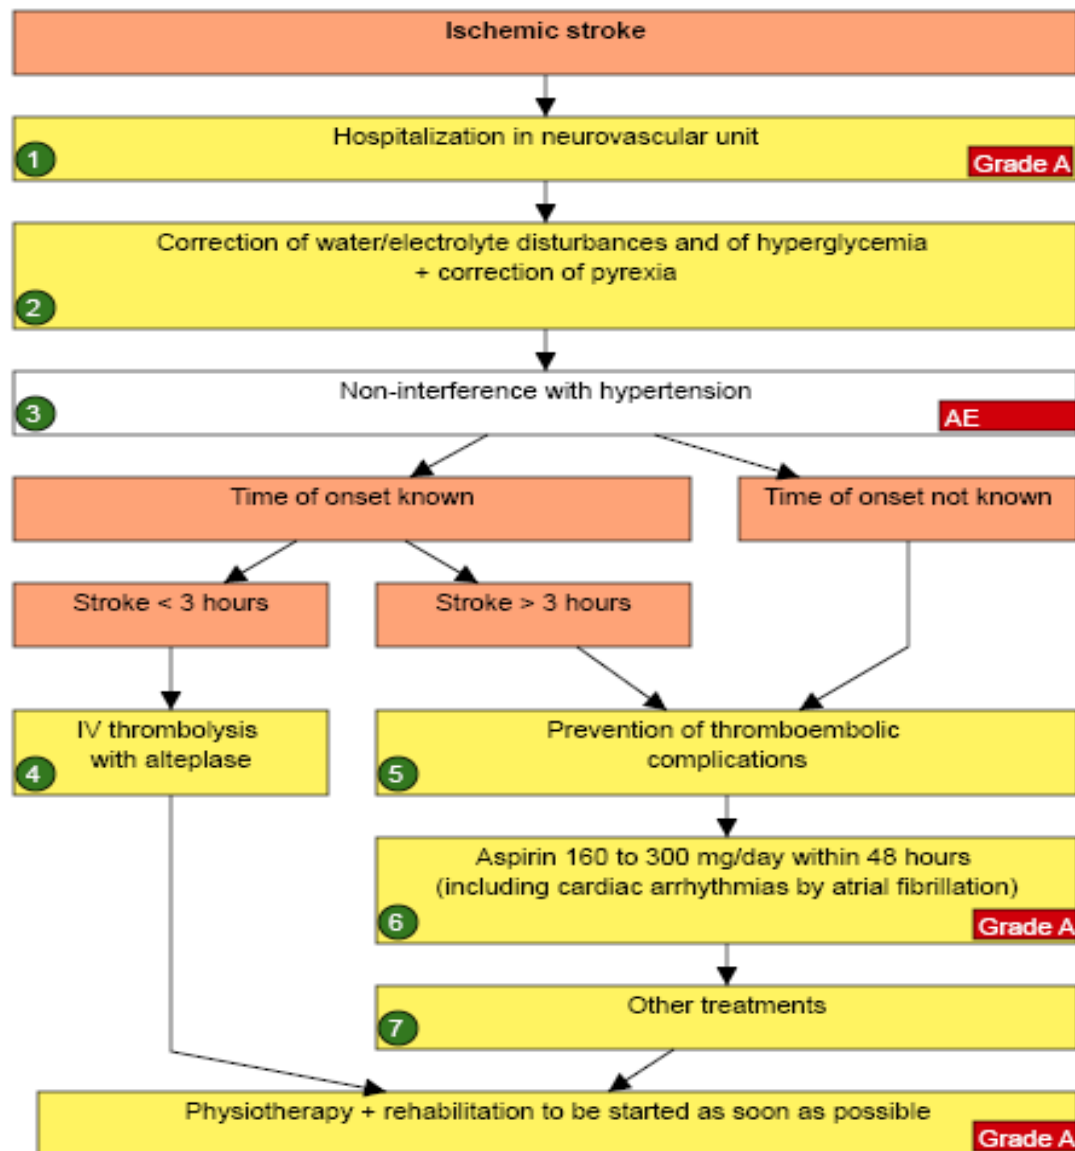 Ischemic stroke
Hospitalization in neurovascular unit
1
Grade A
Correction of water/electrolyte disturbances and of hyperglycemia
+ correction of pyrexia
2
Non-interference with hypertension
3
AE
Time of onset known
Time of onset not known
Stroke < 3 hours
Stroke > 3 hours
IV thrombolysis
with alteplase
4
Prevention of thromboembolic
complications
5
Aspirin 160 to 300 mg/day within 48 hours
(including cardiac arrhythmias by atrial fibrillation)
6
Grade A
Other treatments
7
Physiotherapy + rehabilitation to be started as soon as possible
Grade A